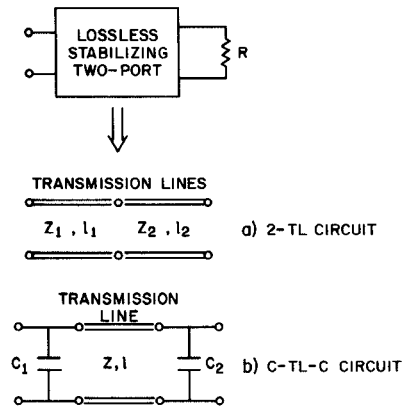 LOSSLESS
STABILIZING
TWO-PORT
R
TRANSMISSION LINES
Z1 , l1 Z2 , l2 a) 2-TL CIRCUIT
TRANSMISSION
LINE
C1 Z, l C2 b) C-TL-C CIRCUIT